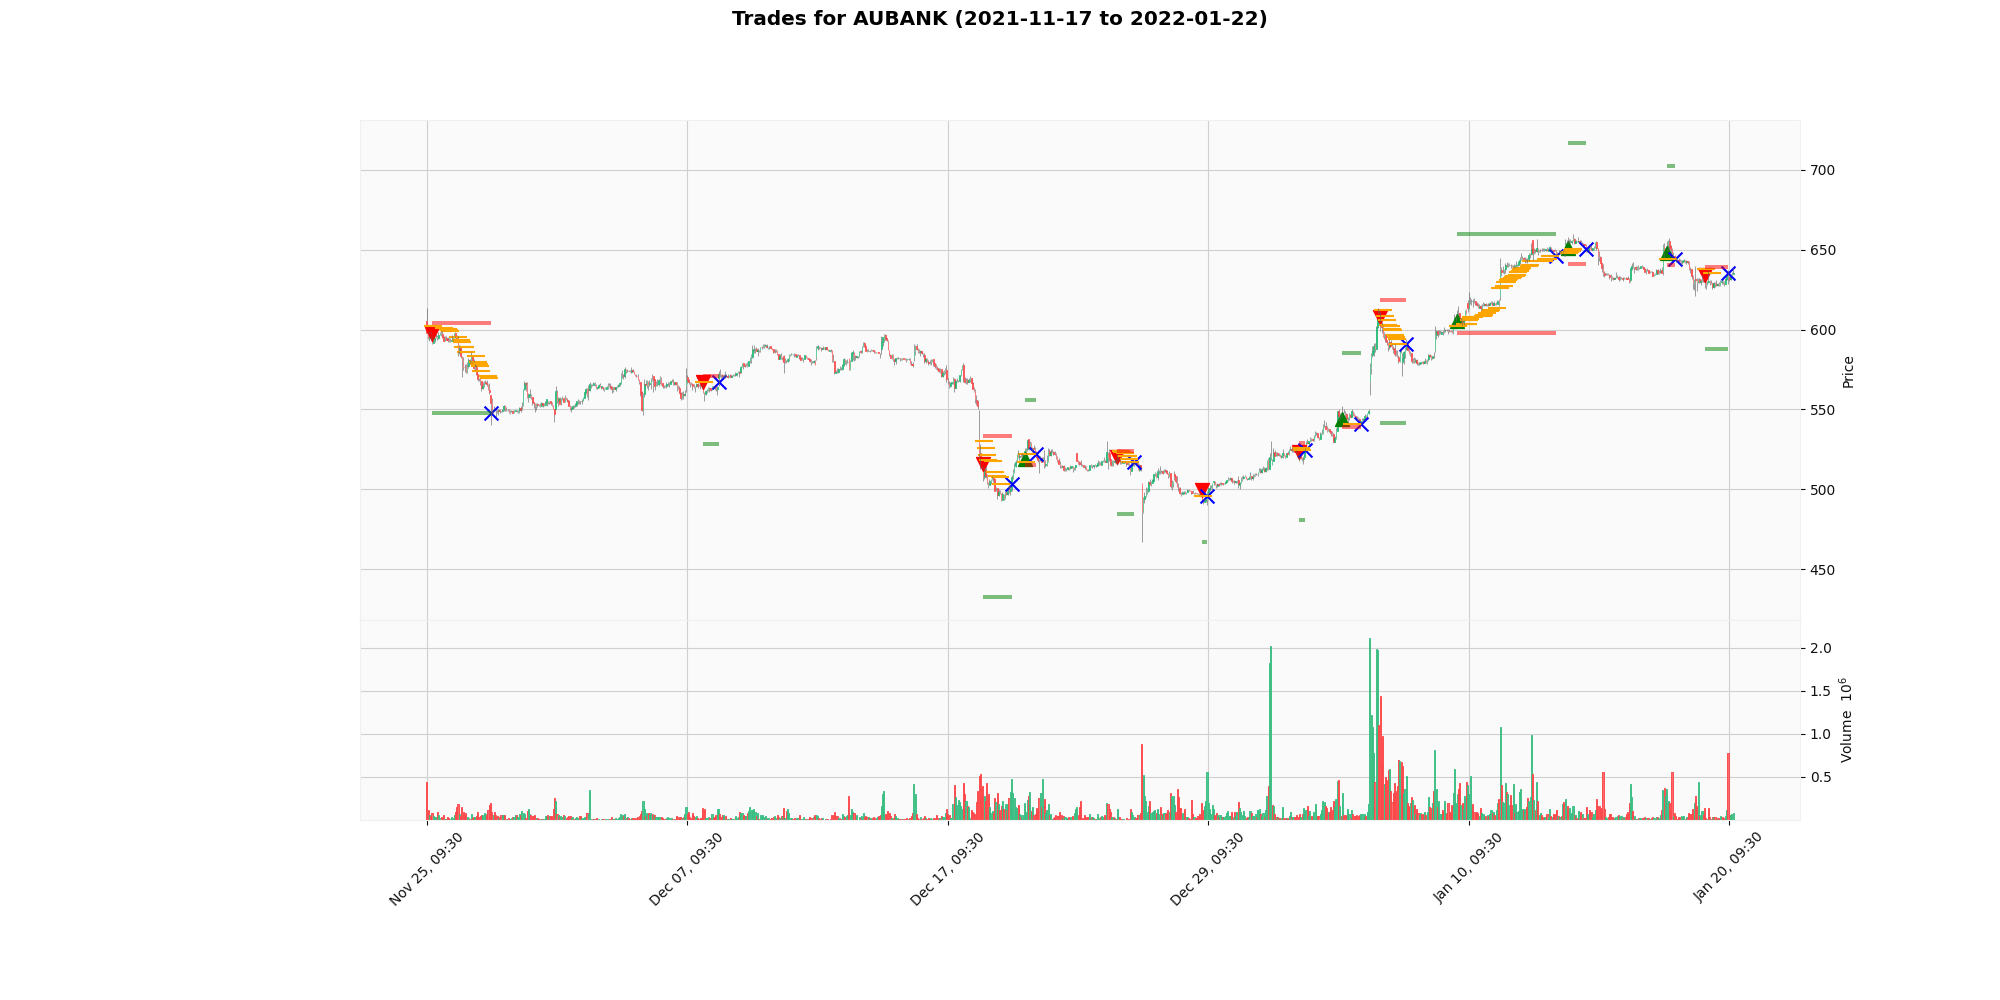 Trades for AUBANK (2021-11-17 to 2022-01-22)
700
650
600
550
500
450
Price
2.0
1.5
1.0
0.5
Volume 10^6
Nov 25, 09:30
Dec 07, 09:30
Dec 17, 09:30
Dec 29, 09:30
Jan 10, 09:30
Jan 20, 09:30